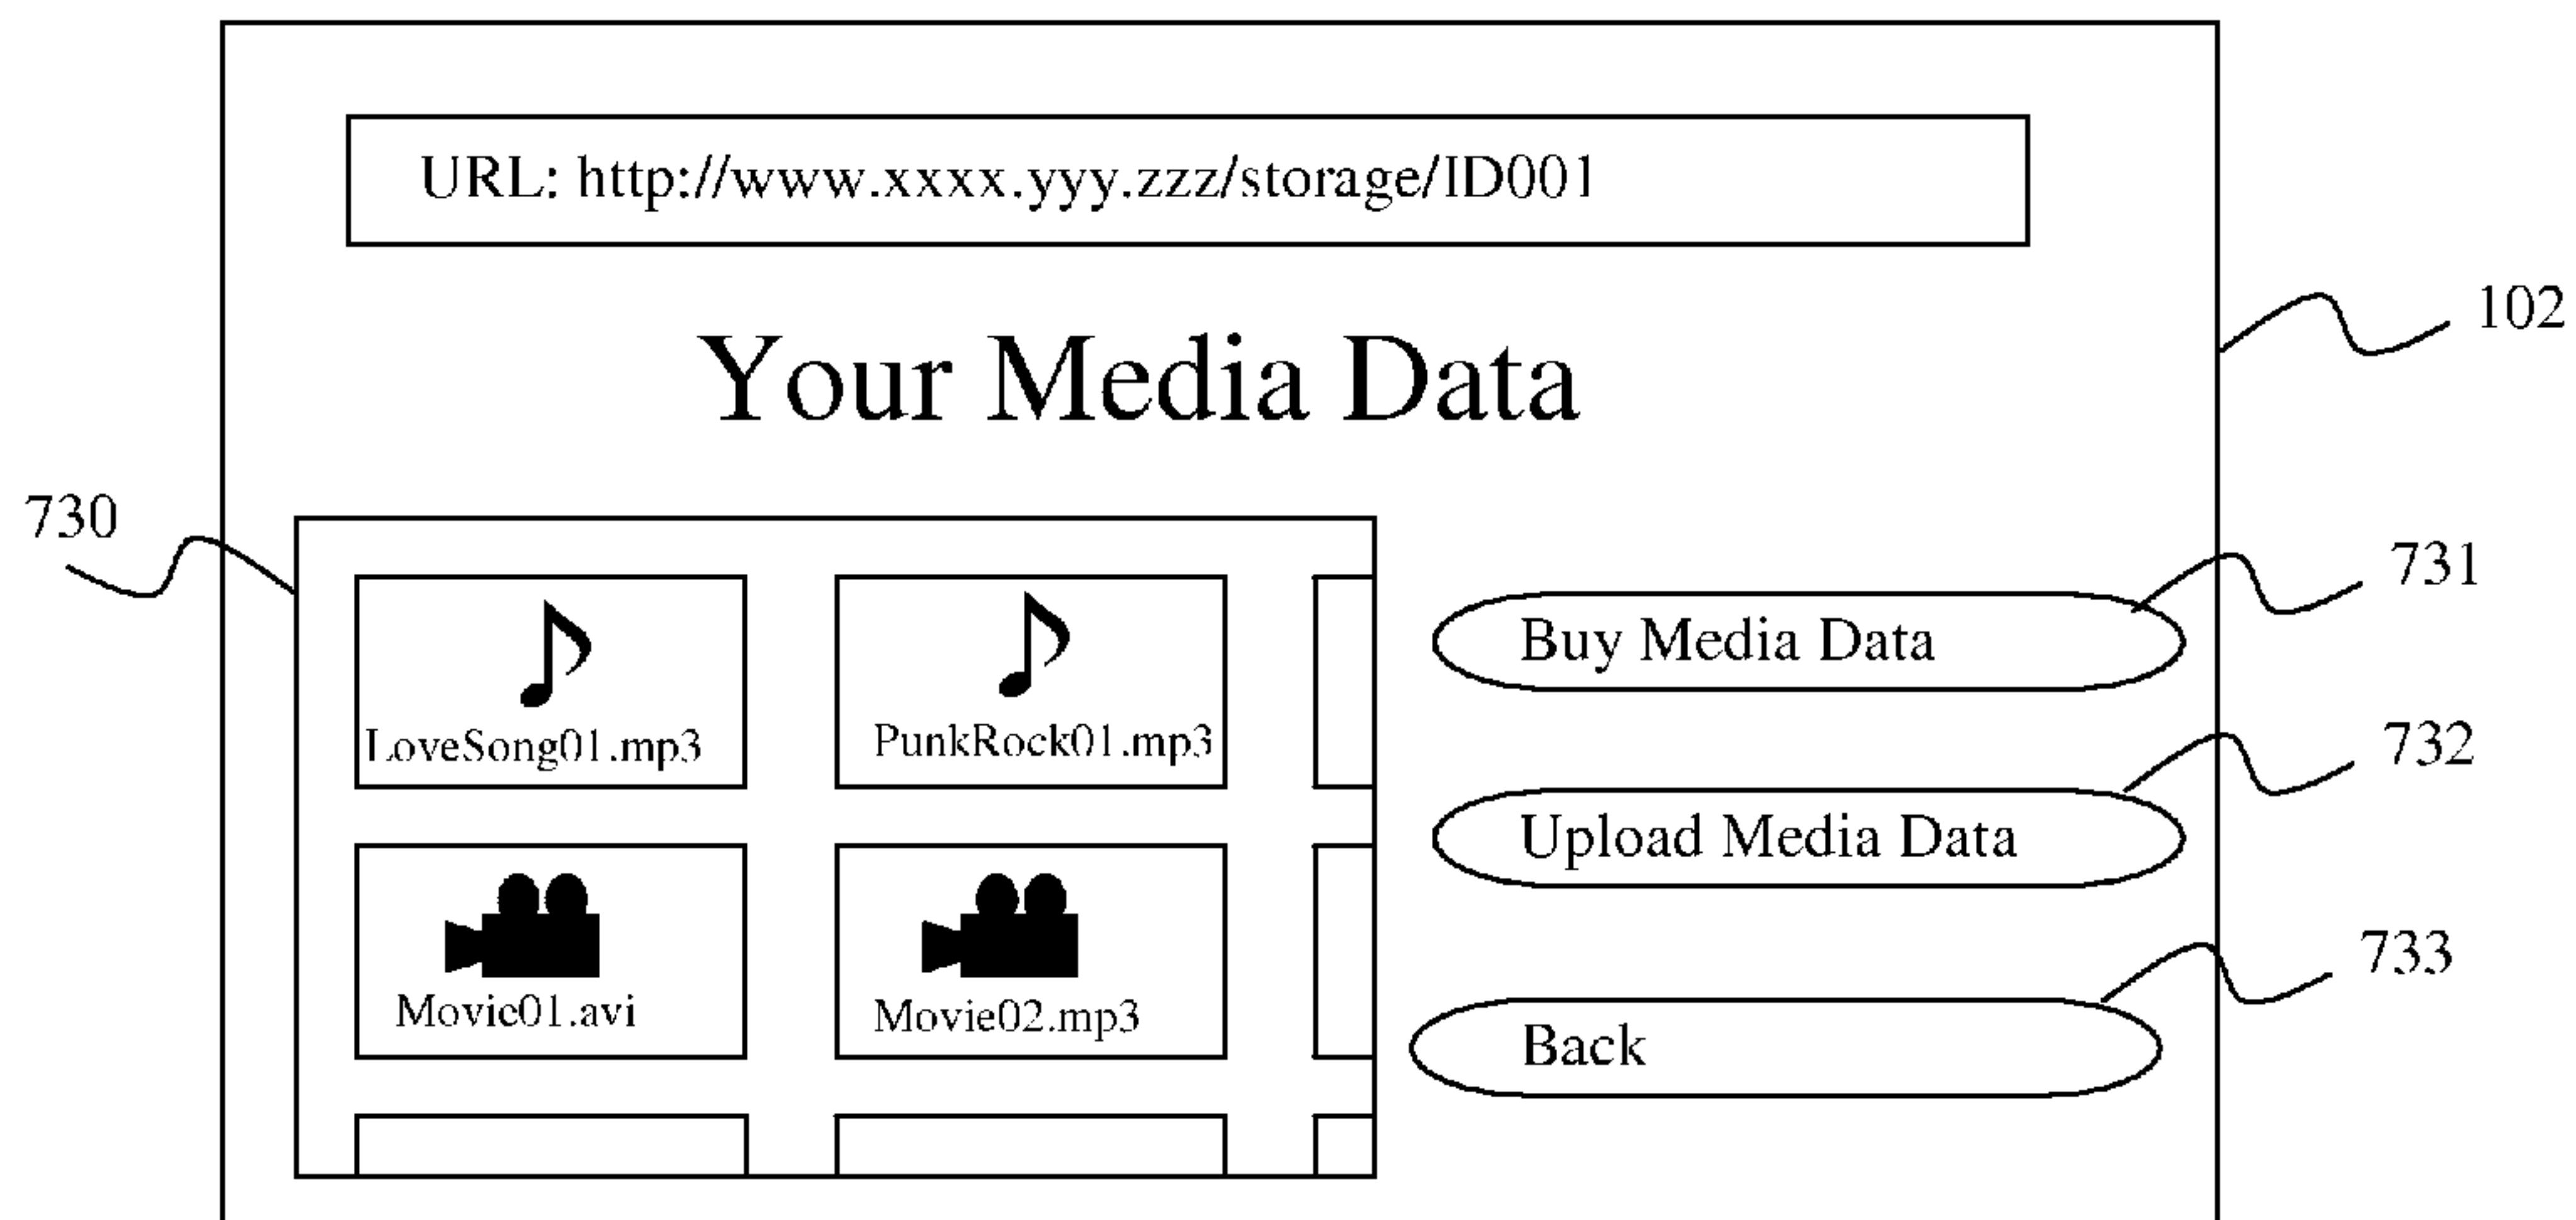 URL: http://www.xxxx.yyy.zzz/storage/ID001
102
Your Media Data
730
731
LoveSong01.mp3
PunkRock01.mp3
Buy Media Data
732
Upload Media Data
733
Movie01.avi
Movie02.mp3
Back